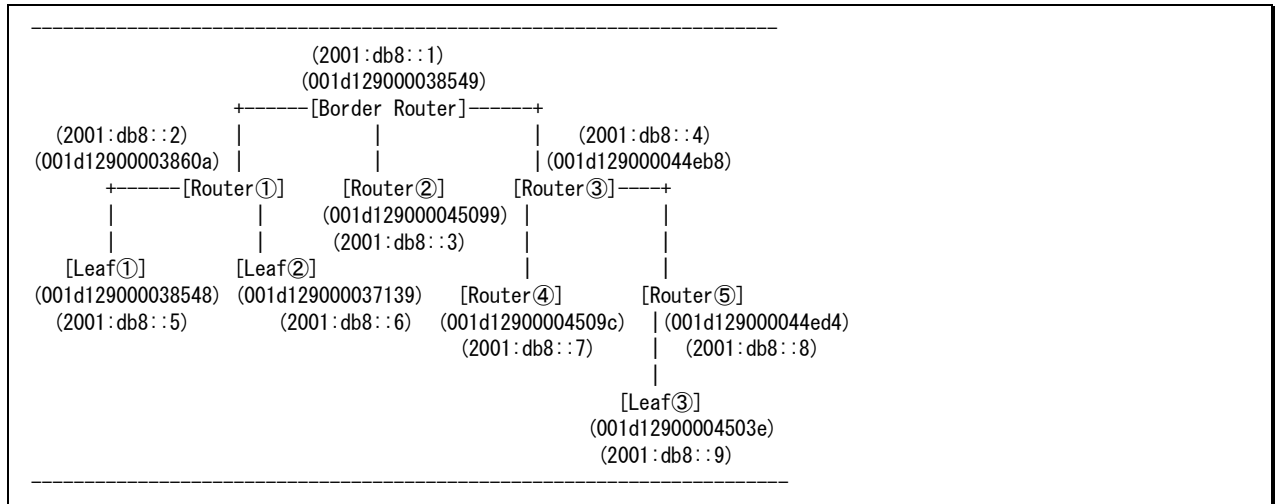 (2001:db8::1)
(001d129000038549)
+------[Border Router]------+
(2001:db8::2) | | | (2001:db8::4)
(001d12900003860a) | | |(001d129000044eb8)
+------[Router①] [Router②] [Router③]----+
| | (001d129000045099) | |
| | (2001:db8::3) | |
[Leaf①] [Leaf②] | |
(001d129000038548) (001d129000037139) [Router④] [Router⑤]
(2001:db8::5) (2001:db8::6) (001d12900004509c) |(001d129000044ed4)
(2001:db8::7) | (2001:db8::8)
|
[Leaf③]
(001d12900004503e)
(2001:db8::9)